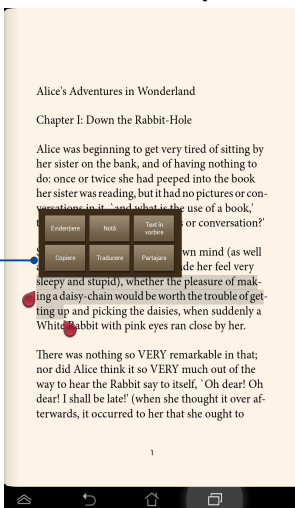 Alice's Adventures in Wonderland
Chapter I: Down the Rabbit-Hole
Alice was beginning to get very tired of sitting by
her sister on the bank, and of having nothing to
do: once or twice she had peeped into the book
her sister was reading, but it had no pictures or con-
versations in it, `and what is the use of a book,'
s or conversation?'
Evidențiere
Notă
Text în
vorbire
Copiere
Traducere
Partajare
wn mind (as well
de her feel very
sleepy and stupid), whether the pleasure of mak-
ing a daisy-chain would be worth the trouble of get-
ting up and picking the daisies, when suddenly a
White Rabbit with pink eyes ran close by her.
There was nothing so VERY remarkable in that;
nor did Alice think it so VERY much out of the
way to hear the Rabbit say to itself, `Oh dear! Oh
dear! I shall be late!' (when she thought it over af-
terwards, it occurred to her that she ought to
1